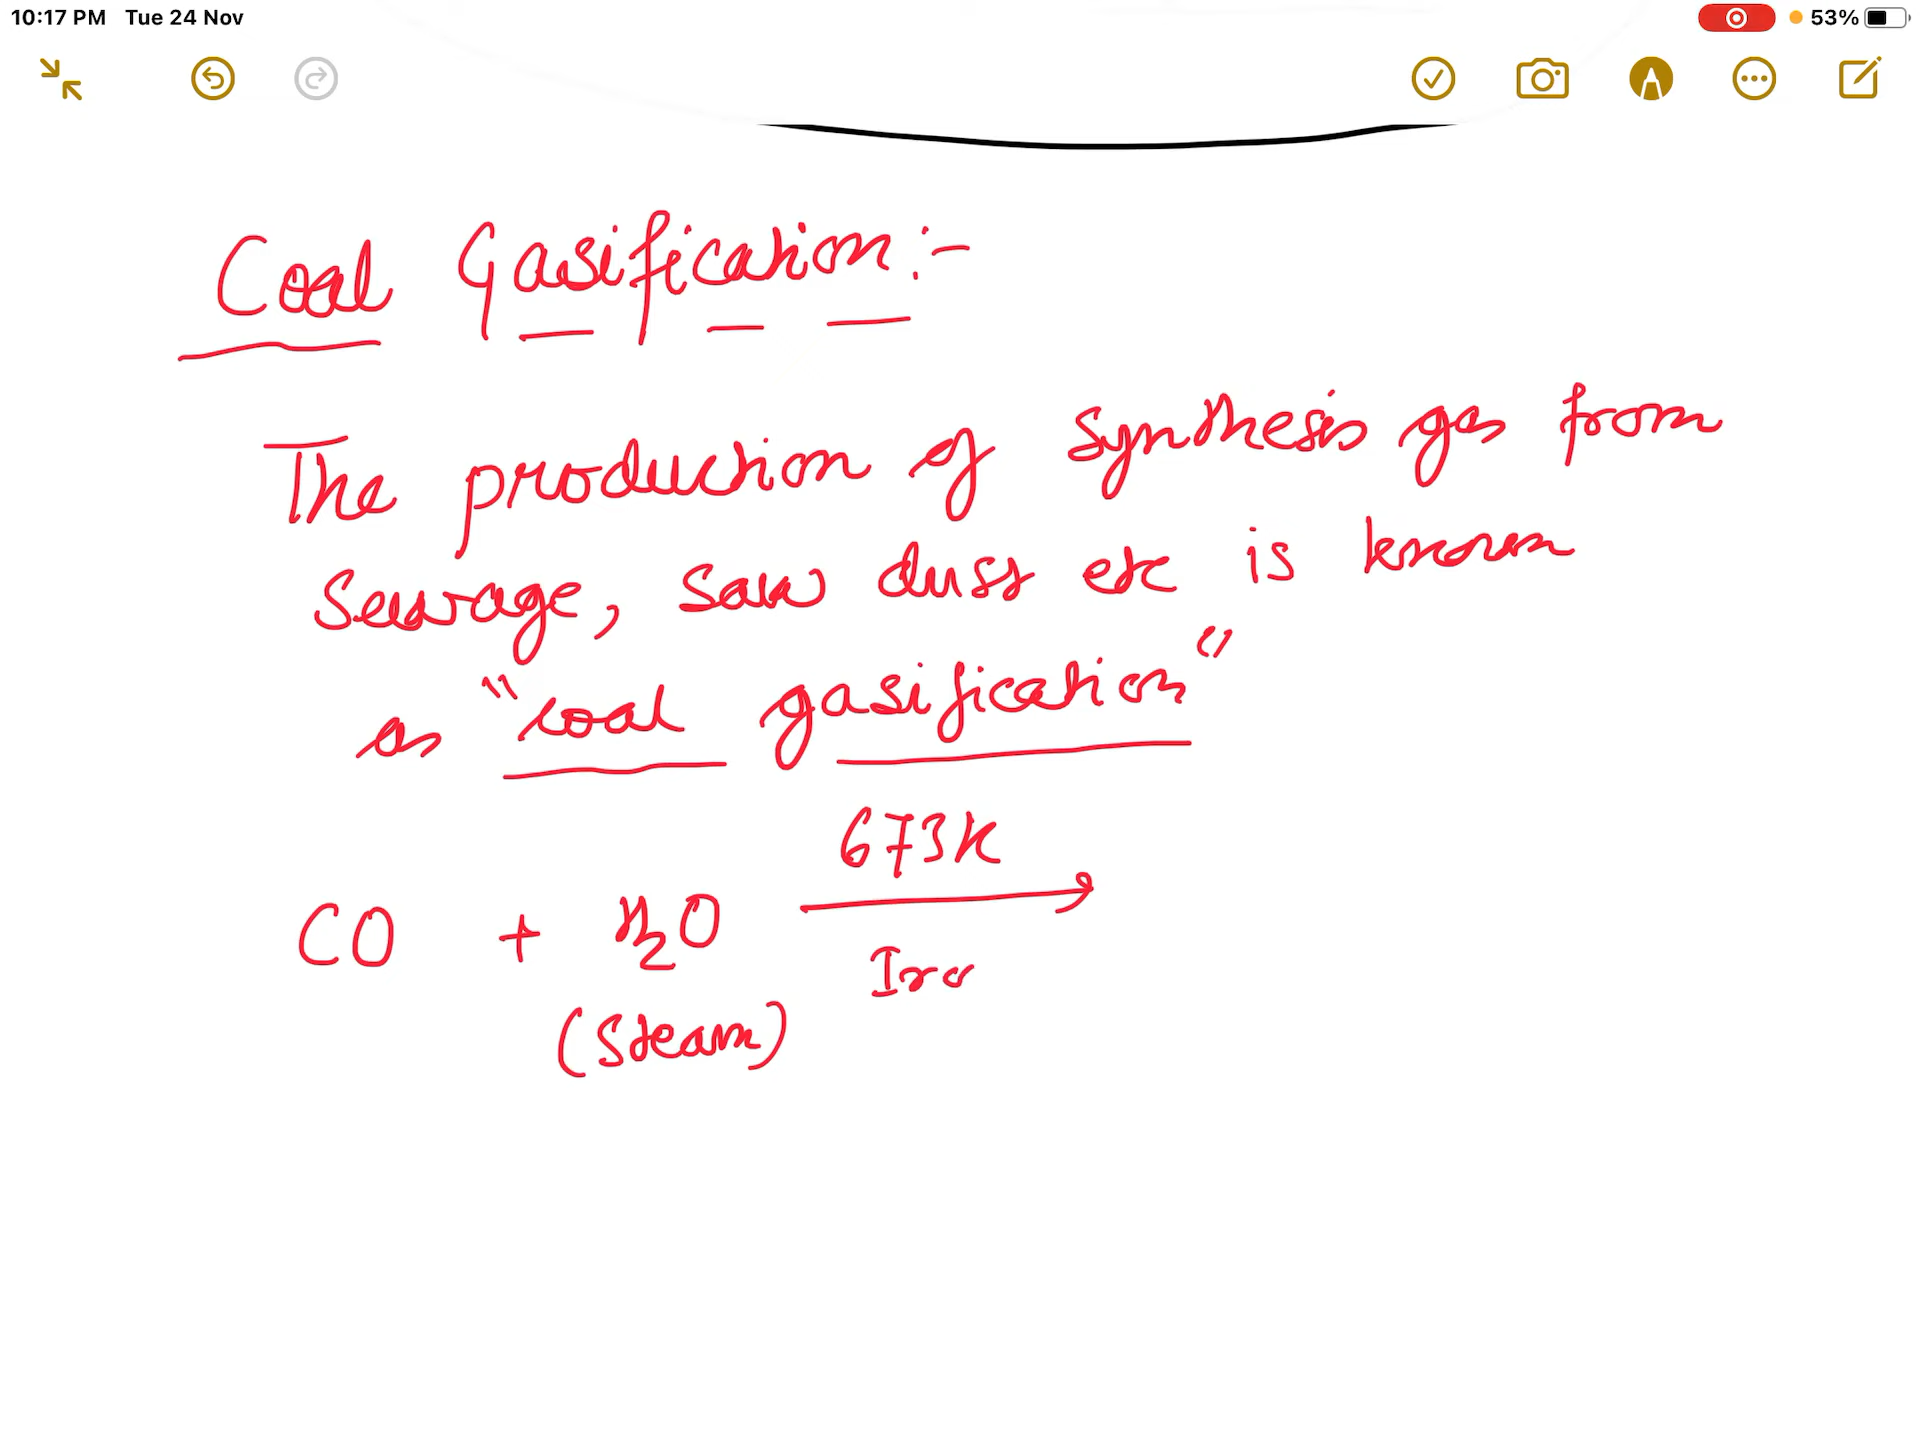 10:17 PM Tue 24 Nov 53%
Coal Gasification:-
The production of synthesis gas from
sewage, saw dust etc is known
as "coal gasification"
673K
CO + H2O
Iro
(Steam)